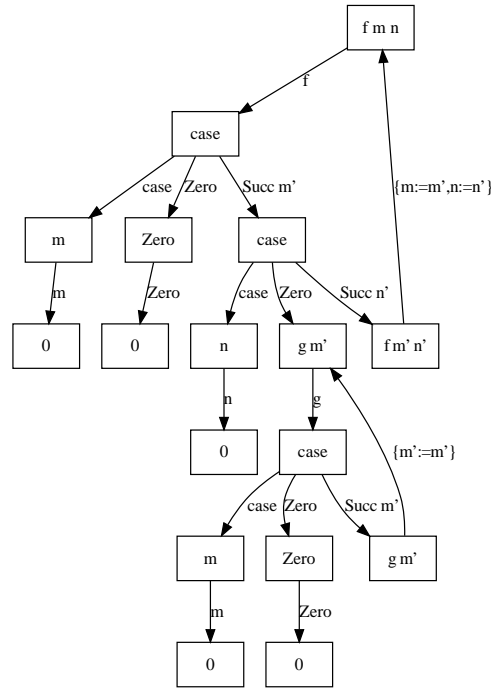 f m n
f
case
{m:=m’,n:=n’}
case Zero Succ m’
m Zero case
m Zero case Zero Succ n’
0 0 n g m’ f m’ n’
n g
0 case {m’:=m’}
case Zero Succ m’
m Zero g m’
m Zero
0 0